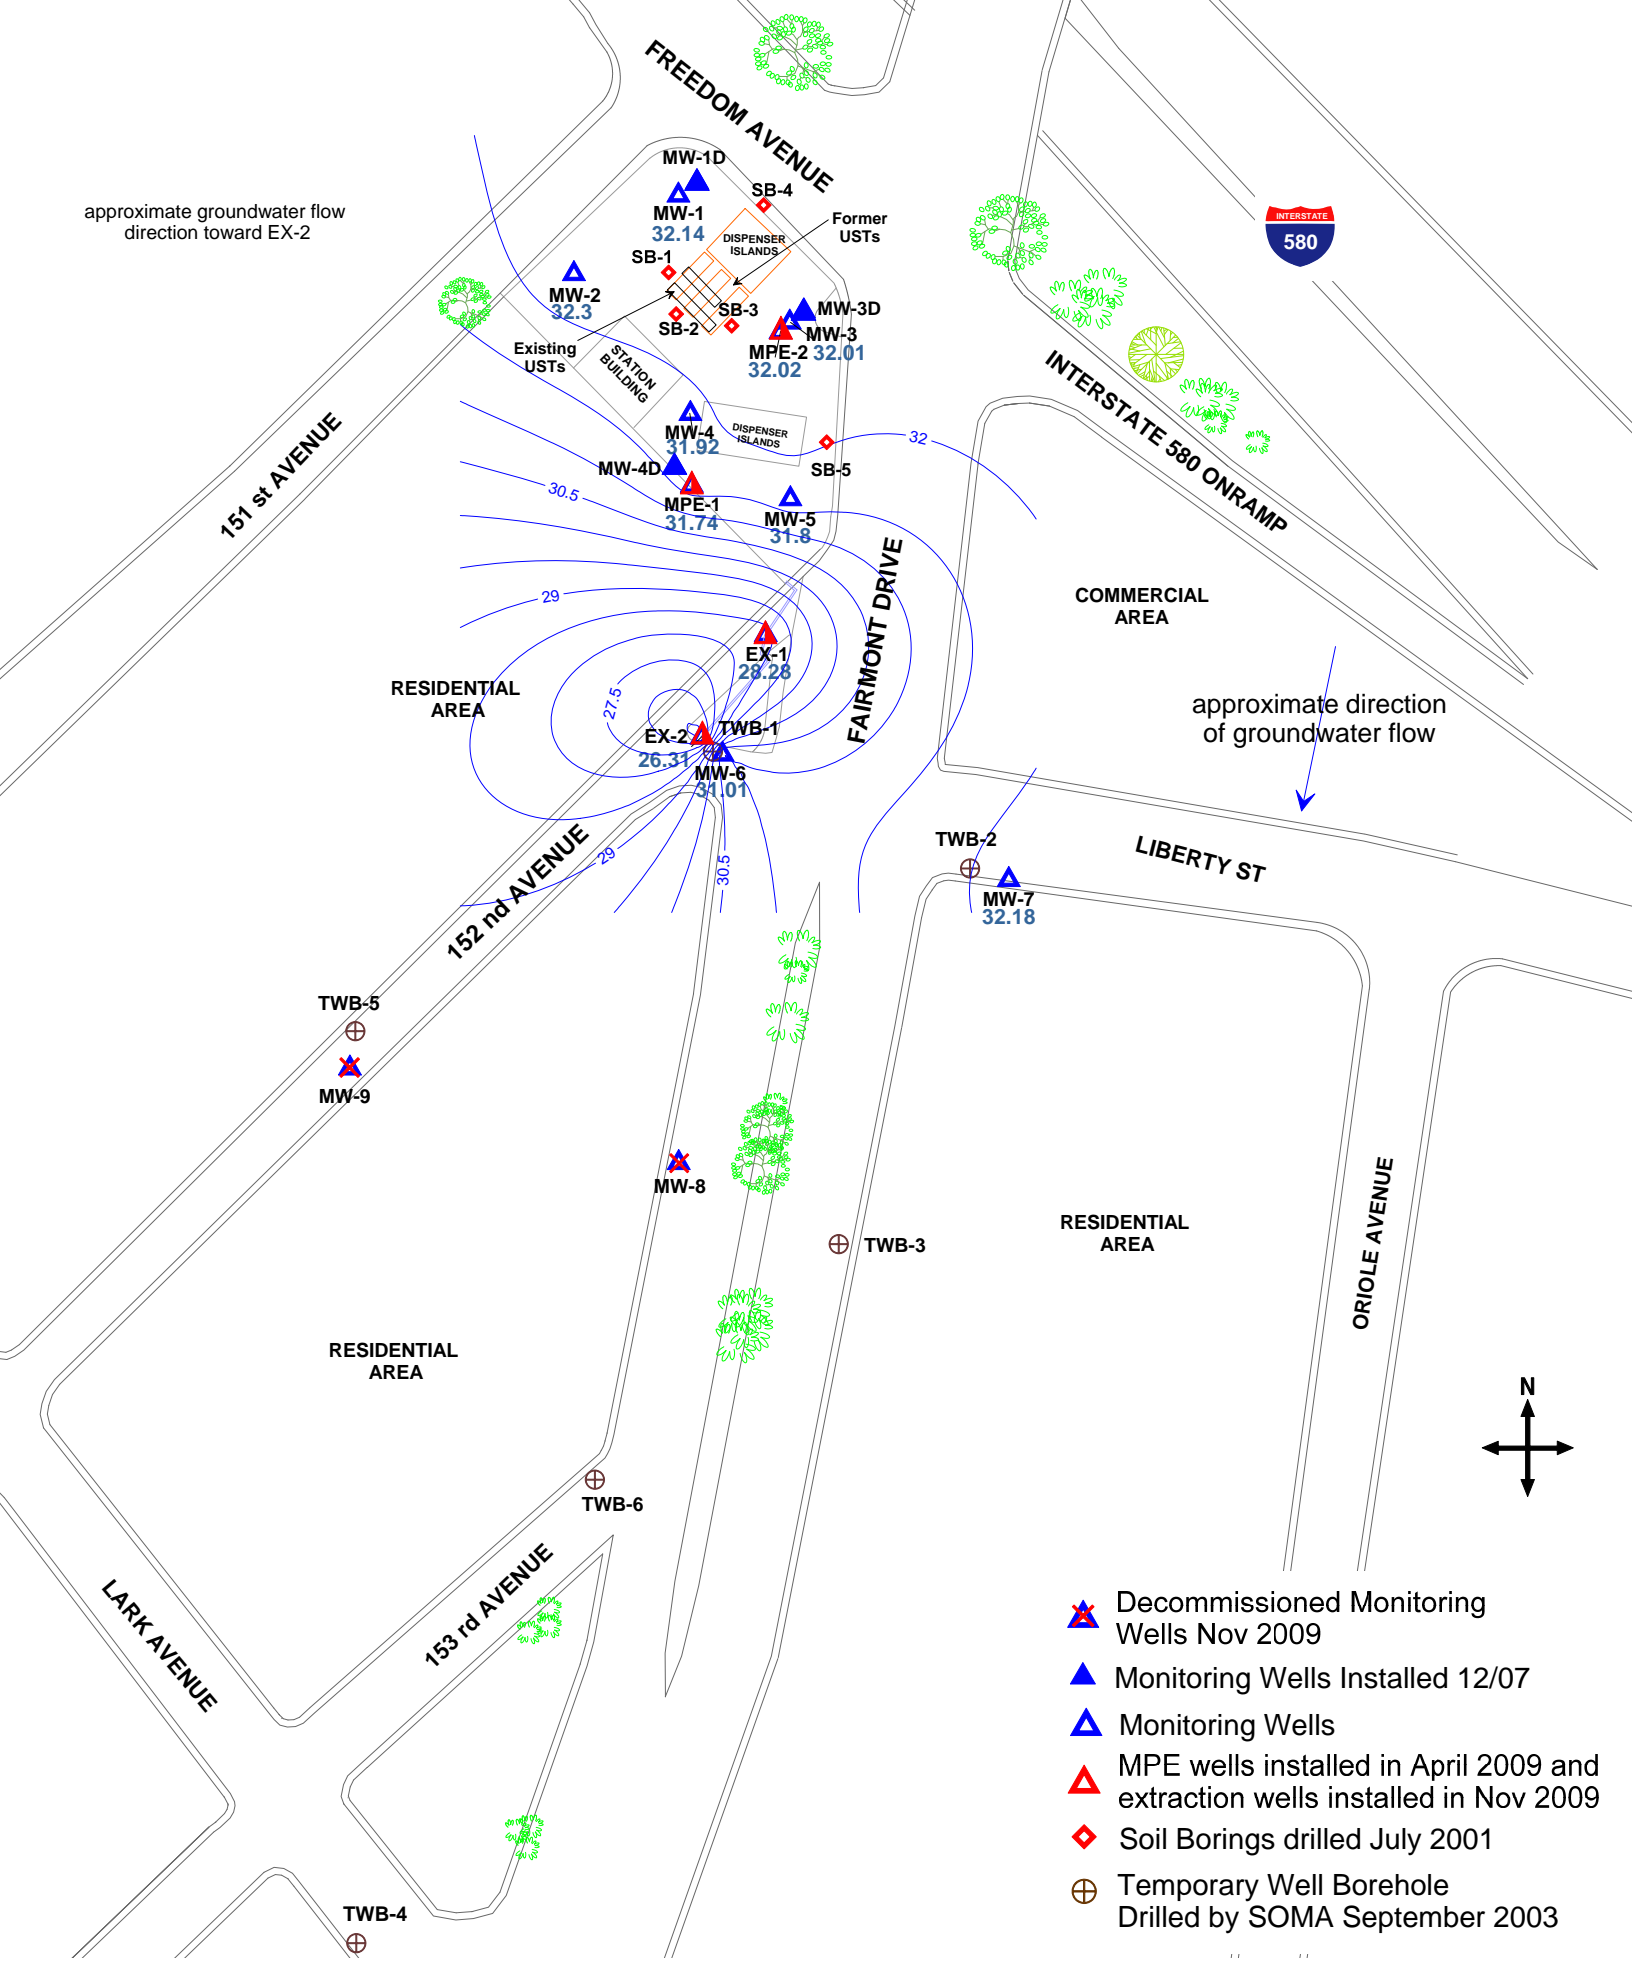 FREEDOM AVENUE
MW-1D
MW-1
32.14
SB-4
Former
USTs
DISPENSER
ISLANDS
approximate groundwater flow
direction toward EX-2
INTERSTATE
580
SB-1
MW-2
32.3
SB-3
SB-2
MW-3D
MW-3
32.01
MPE-2
32.02
Existing
USTs
STATION
BUILDING
INTERSTATE 580 ONRAMP
151 st AVENUE
MW-4
31.92
DISPENSER
ISLANDS
32
MW-4D
SB-5
30.5
MPE-1
31.74
MW-5
31.8
FAIRMONT DRIVE
COMMERCIAL
AREA
29
EX-1
28.28
RESIDENTIAL
AREA
27.5
approximate direction
of groundwater flow
EX-2
26.31
TWB-1
MW-6
31.01
29
30.5
TWB-2
LIBERTY ST
MW-7
32.18
152 nd AVENUE
TWB-5
MW-9
MW-8
TWB-3
RESIDENTIAL
AREA
ORIOLE AVENUE
RESIDENTIAL
AREA
N
TWB-6
153 rd AVENUE
LARK AVENUE
TWB-4
Decommissioned Monitoring
Wells Nov 2009
Monitoring Wells Installed 12/07
Monitoring Wells
MPE wells installed in April 2009 and
extraction wells installed in Nov 2009
Soil Borings drilled July 2001
Temporary Well Borehole
Drilled by SOMA September 2003